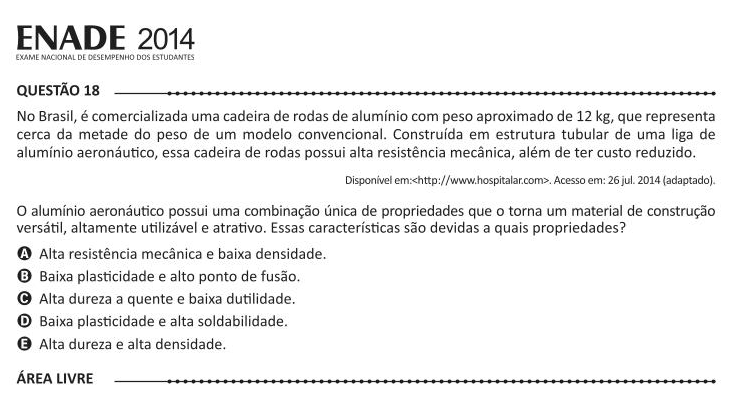 ENADE 2014
EXAME NACIONAL DE DESEMPENHO DOS ESTUDANTES
QUESTÃO 18
No Brasil, é comercializada uma cadeira de rodas de alumínio com peso aproximado de 12 kg, que representa
cerca da metade do peso de um modelo convencional. Construída em estrutura tubular de uma liga de
alumínio aeronáutico, essa cadeira de rodas possui alta resistência mecânica, além de ter custo reduzido.
Disponível em:<http://www.hospitalar.com>. Acesso em: 26 jul. 2014 (adaptado).
O alumínio aeronáutico possui uma combinação única de propriedades que o torna um material de construção
versátil, altamente utilizável e atrativo. Essas características são devidas a quais propriedades?
A Alta resistência mecânica e baixa densidade.
B Baixa plasticidade e alto ponto de fusão.
C Alta dureza a quente e baixa dutilidade.
D Baixa plasticidade e alta soldabilidade.
E Alta dureza e alta densidade.
ÁREA LIVRE